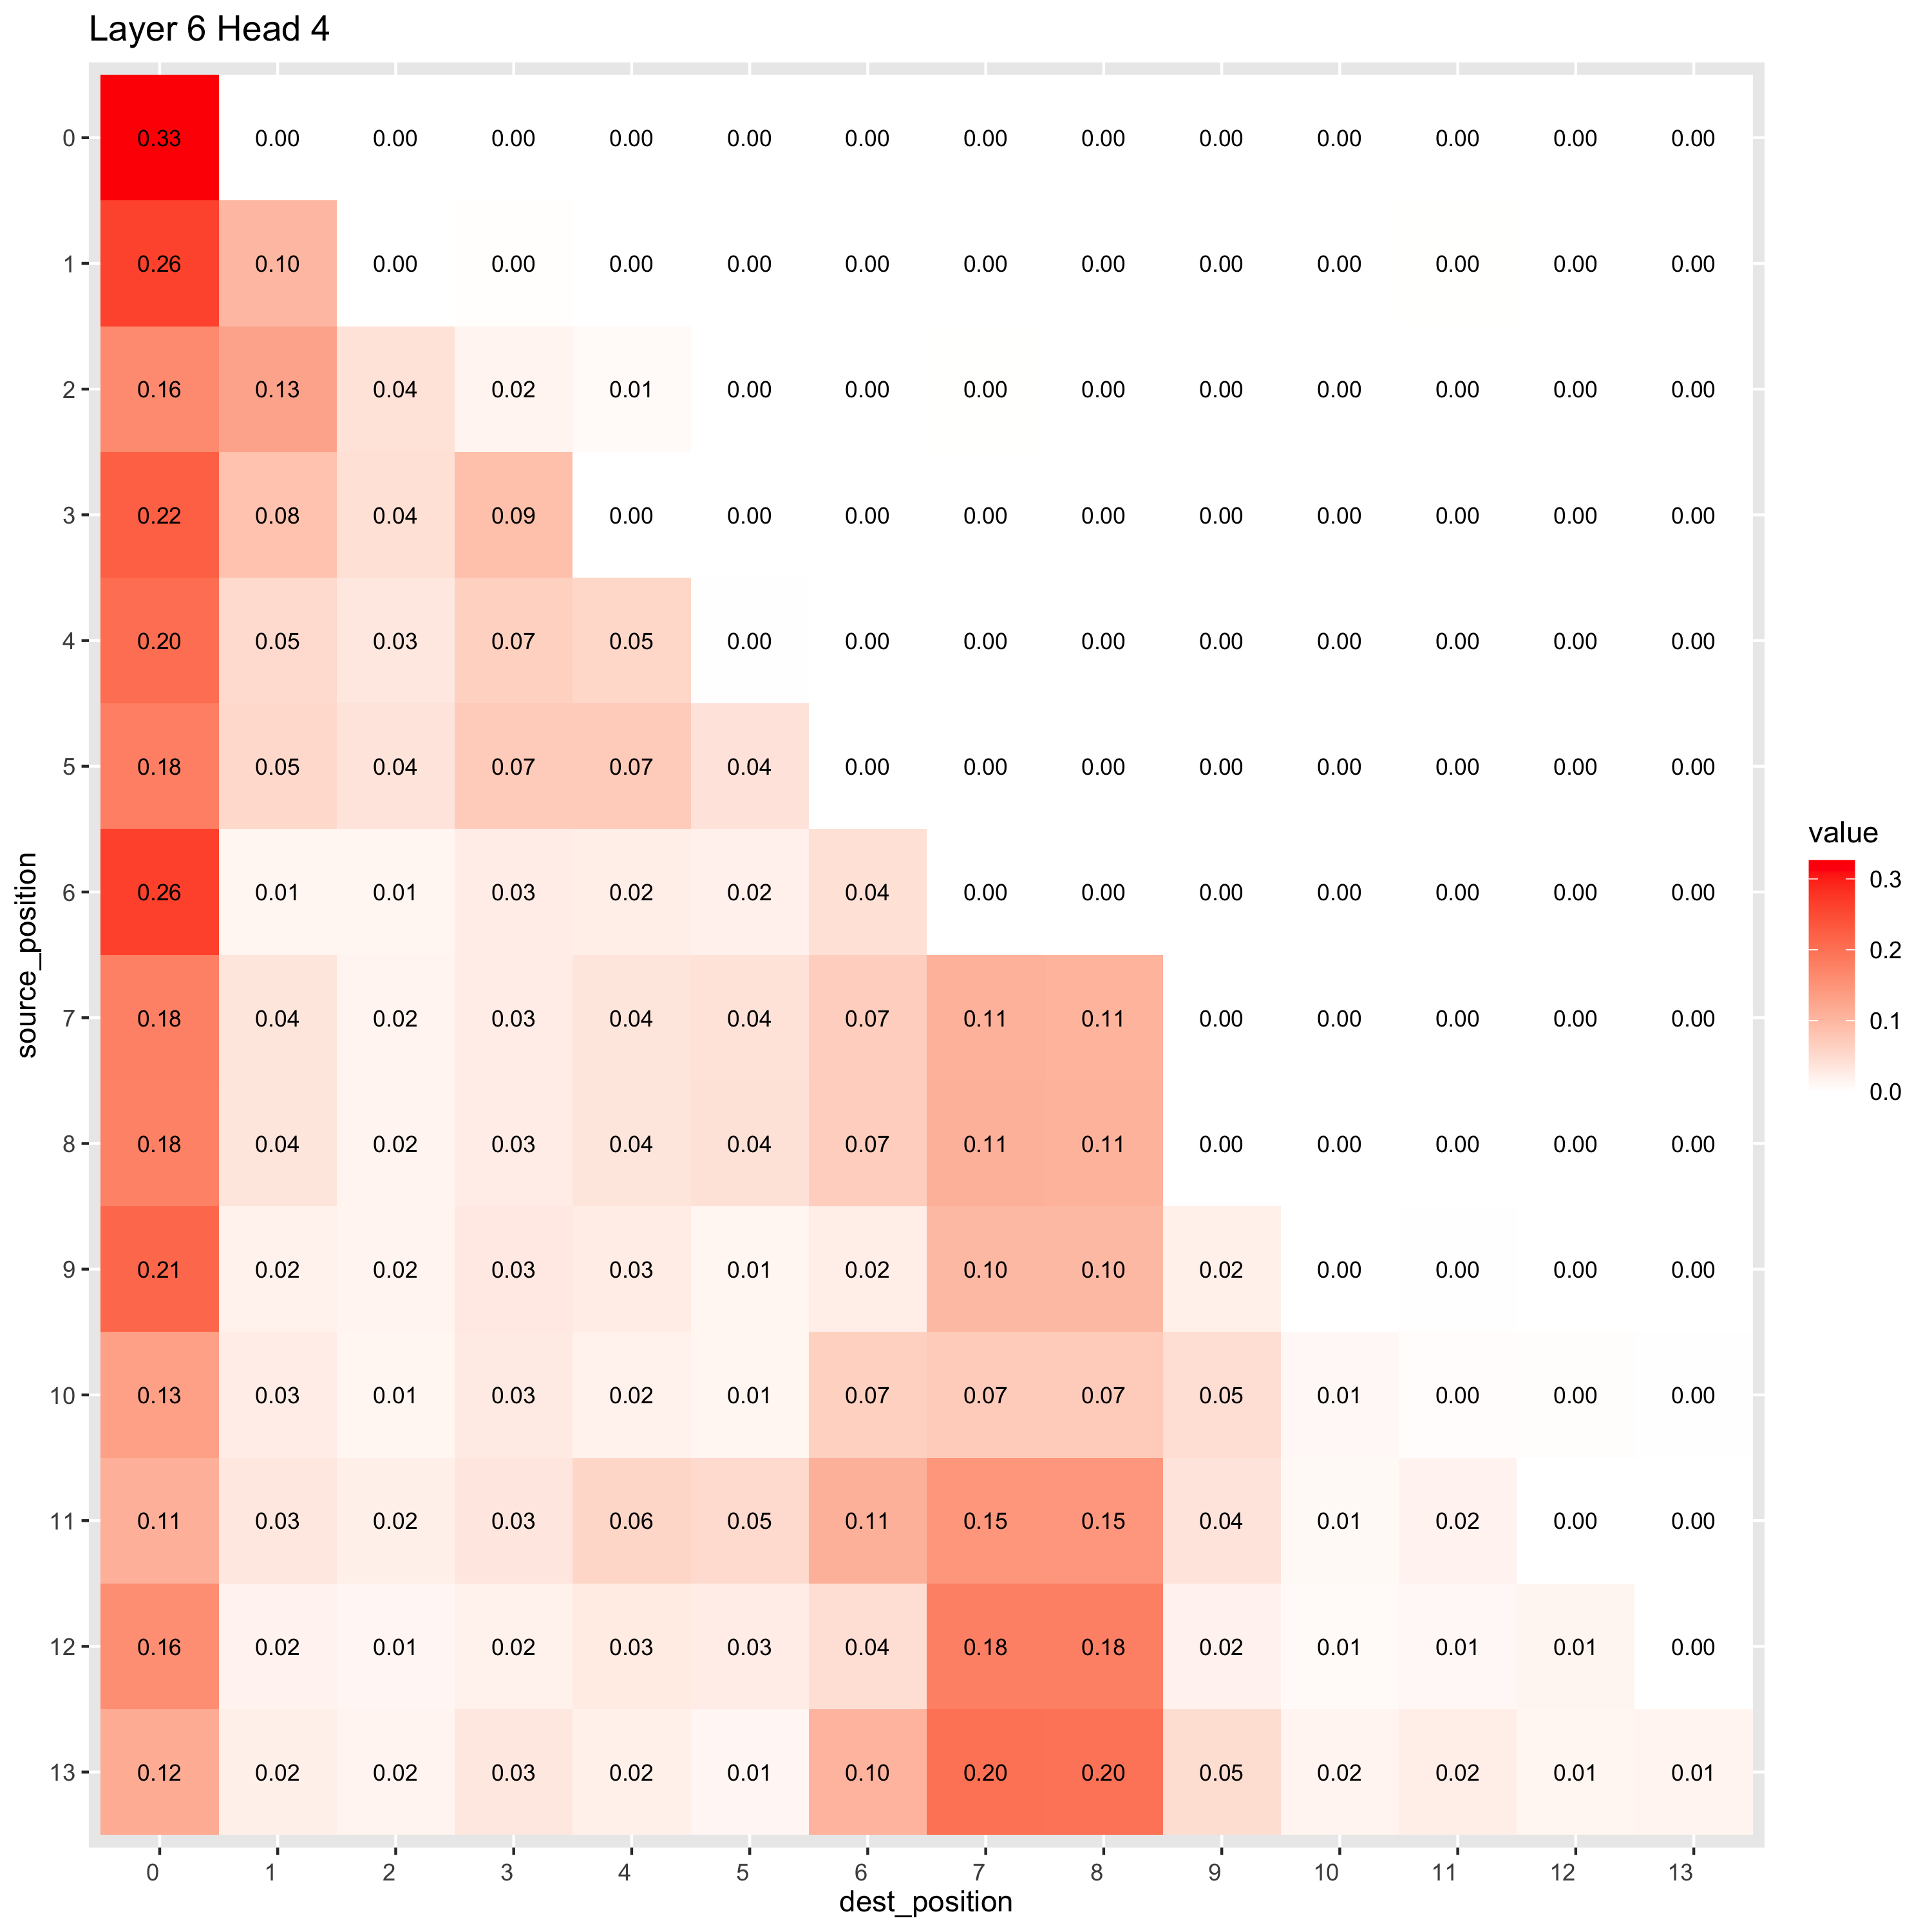 Layer 6 Head 4
0 0.33 0.00 0.00 0.00 0.00 0.00 0.00 0.00 0.00 0.00 0.00 0.00 0.00 0.00
1 0.26 0.10 0.00 0.00 0.00 0.00 0.00 0.00 0.00 0.00 0.00 0.00 0.00 0.00
2 0.16 0.13 0.04 0.02 0.01 0.00 0.00 0.00 0.00 0.00 0.00 0.00 0.00 0.00
3 0.22 0.08 0.04 0.09 0.00 0.00 0.00 0.00 0.00 0.00 0.00 0.00 0.00 0.00
4 0.20 0.05 0.03 0.07 0.05 0.00 0.00 0.00 0.00 0.00 0.00 0.00 0.00 0.00
5 0.18 0.05 0.04 0.07 0.07 0.04 0.00 0.00 0.00 0.00 0.00 0.00 0.00 0.00
6 0.26 0.01 0.01 0.03 0.02 0.02 0.04 0.00 0.00 0.00 0.00 0.00 0.00 0.00
7 0.18 0.04 0.02 0.03 0.04 0.04 0.07 0.11 0.11 0.00 0.00 0.00 0.00 0.00
8 0.18 0.04 0.02 0.03 0.04 0.04 0.07 0.11 0.11 0.00 0.00 0.00 0.00 0.00
9 0.21 0.02 0.02 0.03 0.03 0.01 0.02 0.10 0.10 0.02 0.00 0.00 0.00 0.00
10 0.13 0.03 0.01 0.03 0.02 0.01 0.07 0.07 0.07 0.05 0.01 0.00 0.00 0.00
11 0.11 0.03 0.02 0.03 0.06 0.05 0.11 0.15 0.15 0.04 0.01 0.02 0.00 0.00
12 0.16 0.02 0.01 0.02 0.03 0.03 0.04 0.18 0.18 0.02 0.01 0.01 0.01 0.00
13 0.12 0.02 0.02 0.03 0.02 0.01 0.10 0.20 0.20 0.05 0.02 0.02 0.01 0.01
0 1 2 3 4 5 6 7 8 9 10 11 12 13
dest_position
source_position
value
0.3
0.2
0.1
0.0